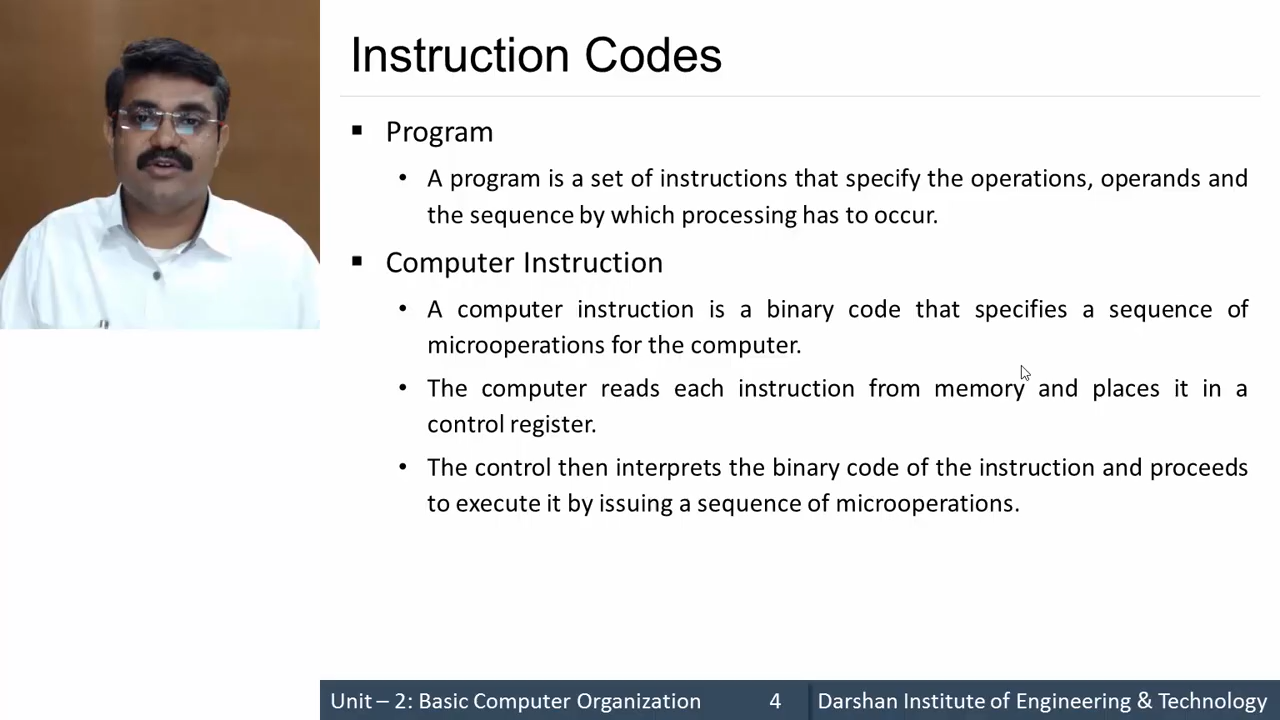 Instruction Codes
Program
A program is a set of instructions that specify the operations, operands and
the sequence by which processing has to occur.
Computer Instruction
A computer instruction is a binary code that specifies a sequence of
microoperations for the computer.
The computer reads each instruction from memory and places it in a
control register.
The control then interprets the binary code of the instruction and proceeds
to execute it by issuing a sequence of microoperations.
Unit – 2: Basic Computer Organization 4 Darshan Institute of Engineering & Technology